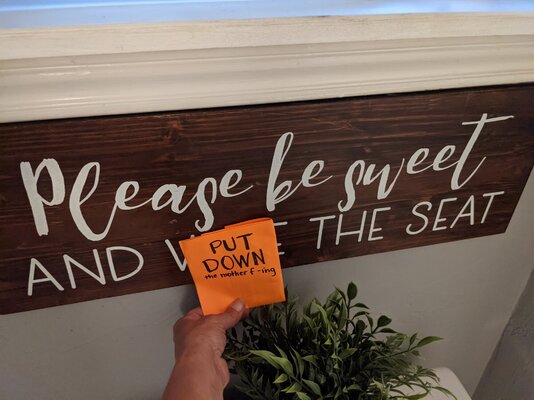 Please be sweet
AND THE SEAT
PUT
DOWN
the mother f-ing